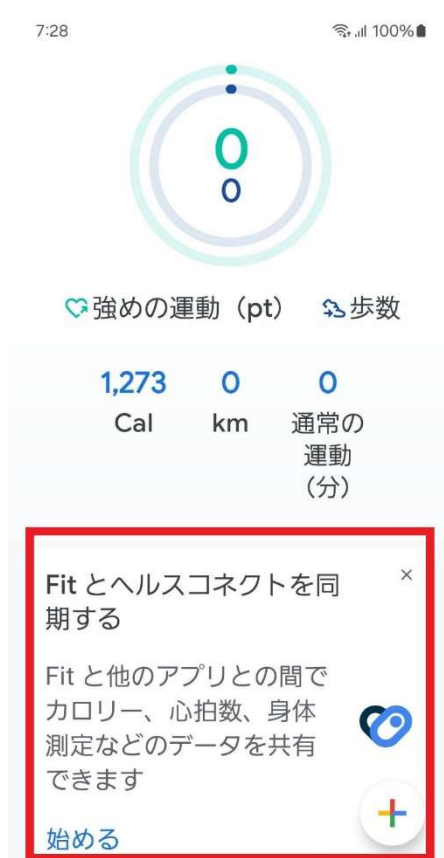 7:28
100%
0
0
強めの運動（pt） 歩数
1,273 0 0
Cal km 通常の
運動
（分）
Fit とヘルスコネクトを同
期する
×
Fit と他のアプリとの間で
カロリー、心拍数、身体
測定などのデータを共有
できます
始める